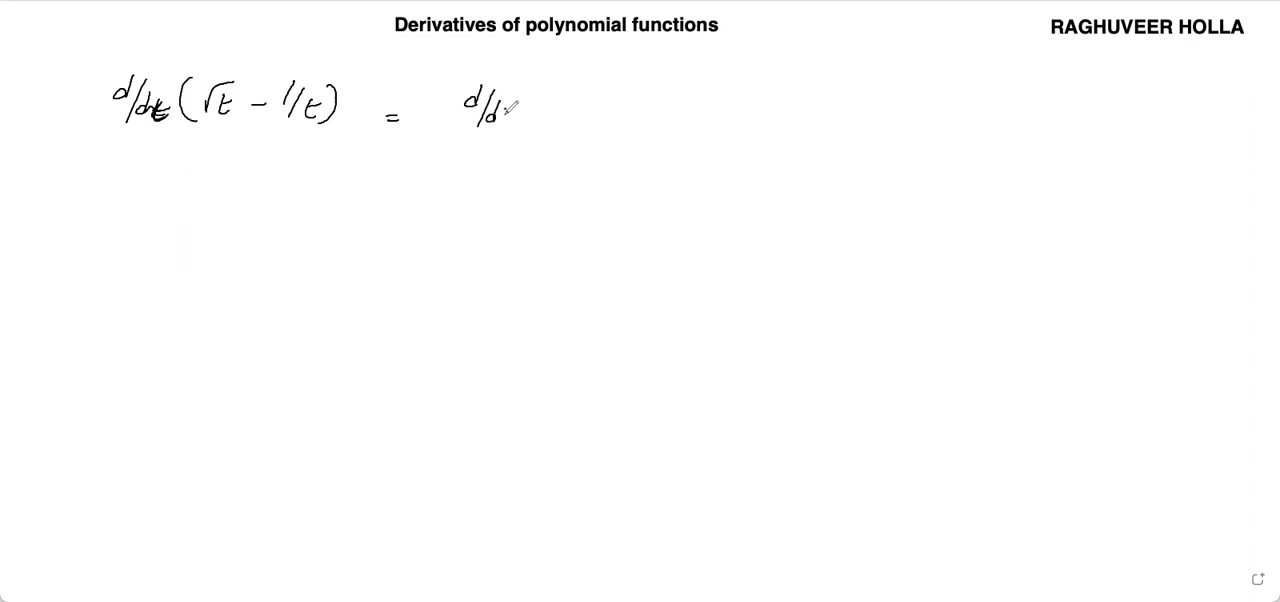 Derivatives of polynomial functions RAGHUVEER HOLLA
d/dt (√t - 1/t) = d/d